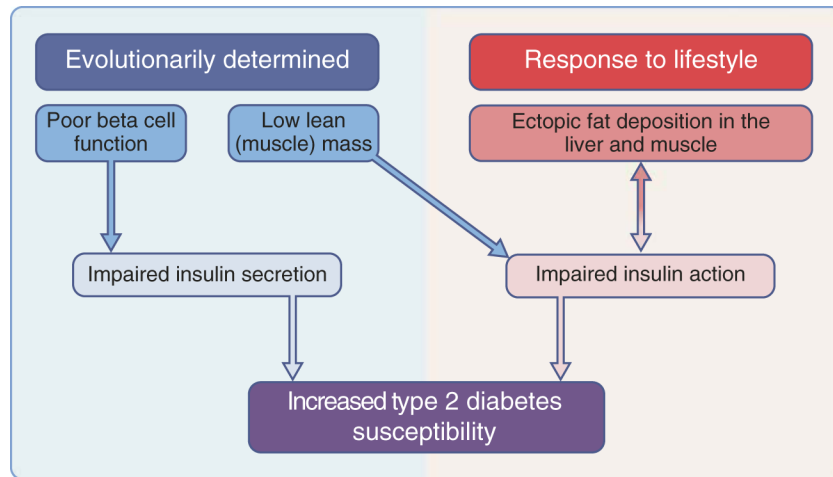 Evolutionarily determined
Response to lifestyle
Poor beta cell
function
Low lean
(muscle) mass
Ectopic fat deposition in the
liver and muscle
Impaired insulin secretion
Impaired insulin action
Increased type 2 diabetes
susceptibility